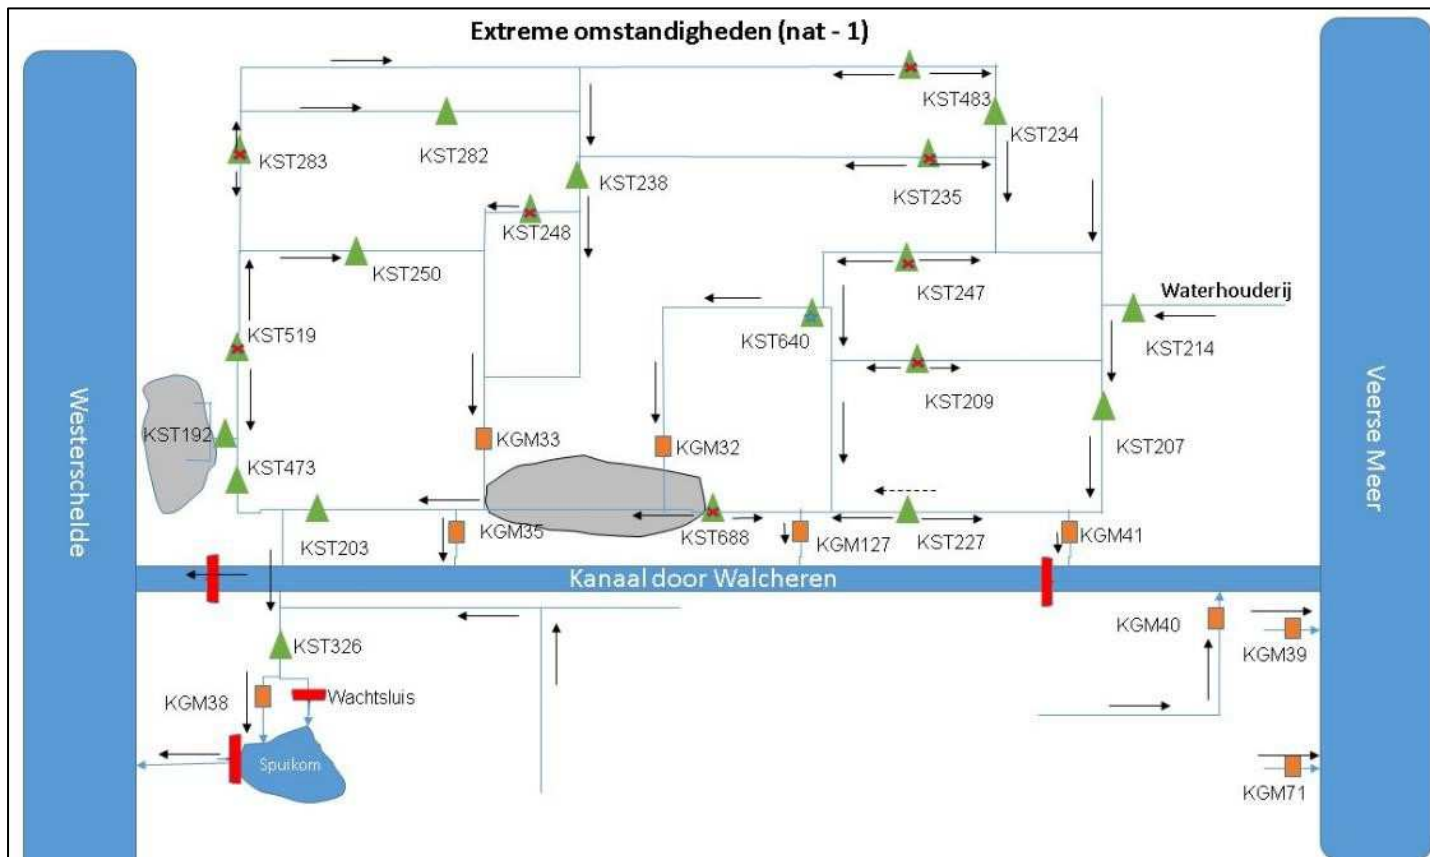 Extreme omstandigheden (nat - 1)
KST483
KST234
KST283
KST282
KST238
KST235
KST248
KST250
KST247
Waterhouderij
KST519
KST640
KST214
KST209
Westerschelde
Veerse Meer
KST192
KGM33
KGM32
KST207
KST473
KST203
KGM35
KST688
KGM127
KST227
KGM41
Kanaal door Walcheren
KST326
KGM40
KGM39
KGM38
Wachtsluis
Spuikom
KGM71